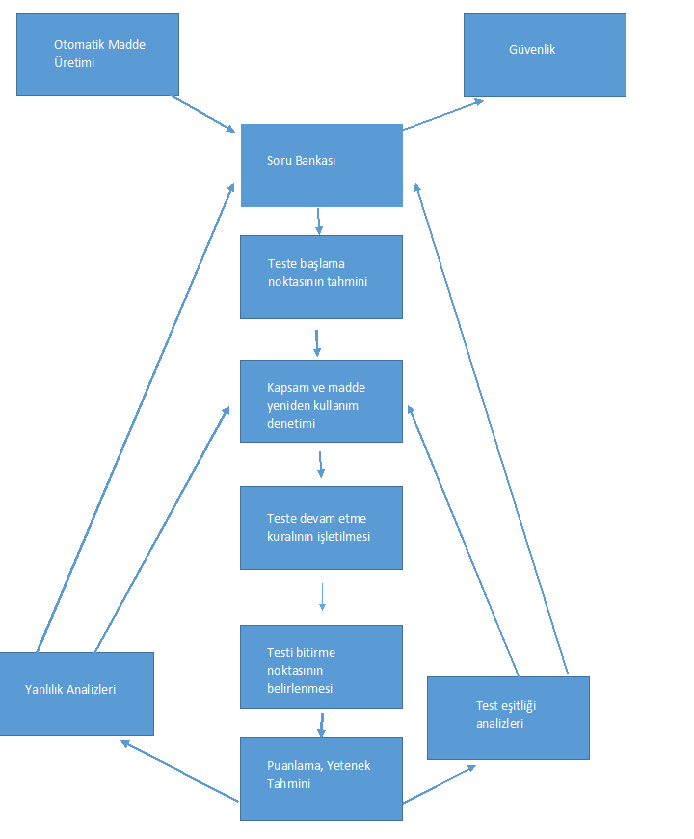 Otomatik Madde
Üretimi
Güvenlik
Soru Bankası
Teste başlama
noktasının tahmini
Kapsam ve madde
yeniden kullanım
denetimi
Teste devam etme
kuralının işletilmesi
Testi bitirme
noktasının
belirlenmesi
Yanlılık Analizleri
Test eşitliği
analizleri
Puanlama, Yetenek
Tahmini